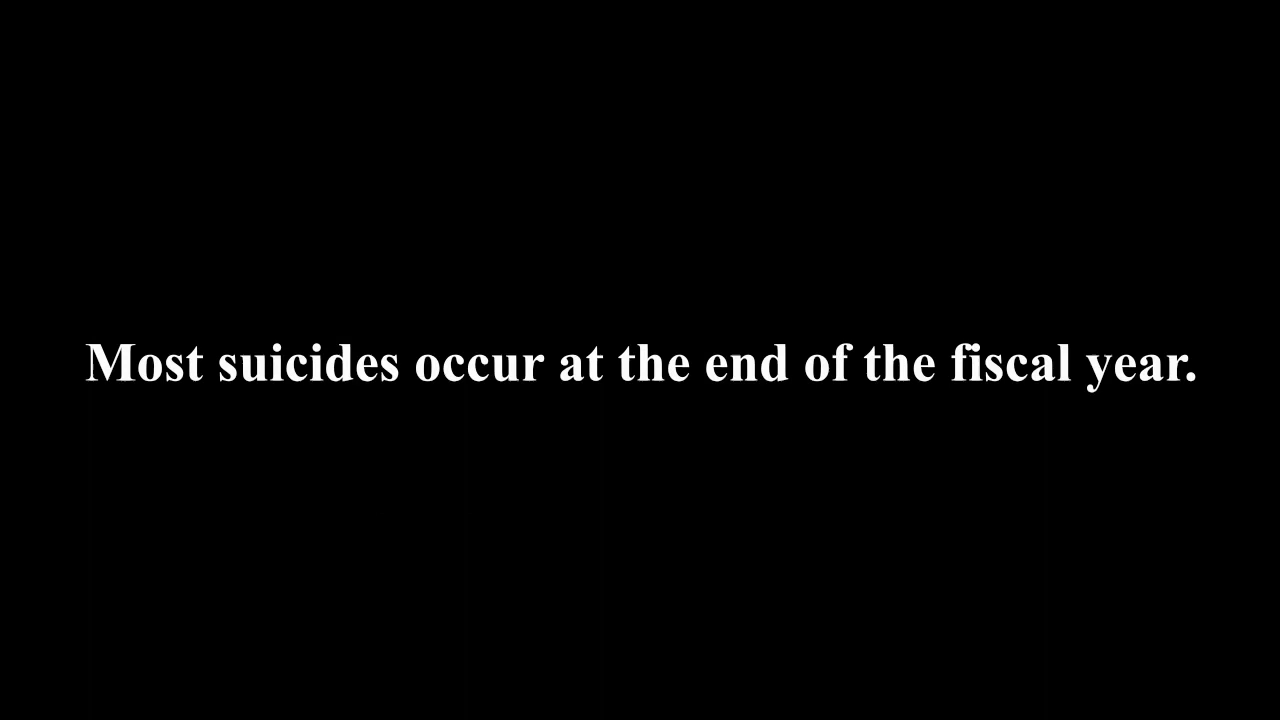 Most suicides occur at the end of the fiscal year.